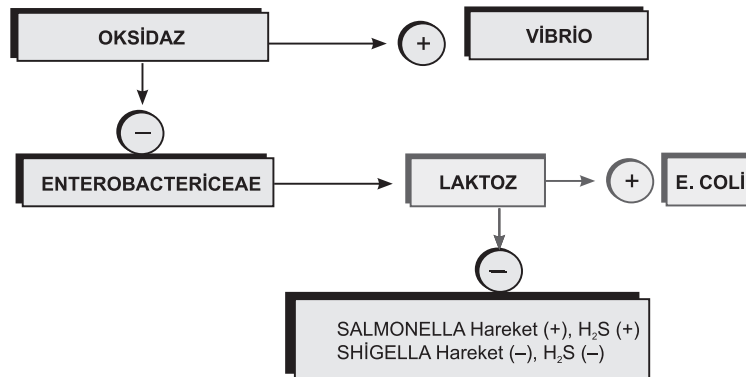 OKSİDAZ
+
VİBRİO
–
ENTEROBACTERİCEAE
LAKTOZ
+
E. COLİ
–
SALMONELLA Hareket (+), H₂S (+)
SHİGELLA Hareket (–), H₂S (–)